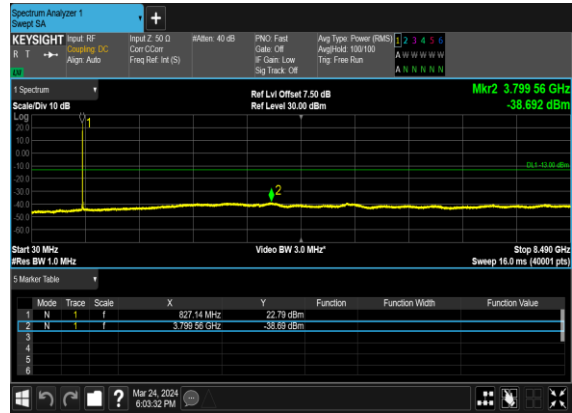 Spectrum Analyzer 1
Swept SA
+
KEYSIGHT
R T
Input: RF
Coupling: DC
Align: Auto
Input Z: 50 Ω
Corr CCorr
Freq Ref: Int (S)
#Atten: 40 dB
PNO: Fast
Gate: Off
IF Gain: Low
Sig Track: Off
Avg Type: Power (RMS)
Avg|Hold: 100/100
Trig: Free Run
1 2 3 4 5 6
A W W W W W
A N N N N N
1 Spectrum
Scale/Div 10 dB
Log
Ref Lvl Offset 7.50 dB
Ref Level 30.00 dBm
Mkr2 3.799 56 GHz
-38.692 dBm
20.0
10.0
0.00
-10.0
-20.0
-30.0
-40.0
-50.0
-60.0
1
2
DL1 -13.00 dBm
Start 30 MHz
#Res BW 1.0 MHz
Video BW 3.0 MHz*
Stop 8.490 GHz
Sweep 16.0 ms (40001 pts)
5 Marker Table
Mode Trace Scale X Y Function Function Width Function Value
1 N 1 f 827.14 MHz 22.79 dBm
2 N 1 f 3.799 56 GHz -38.69 dBm
3
4
5
6
?
Mar 24, 2024
6:03:32 PM